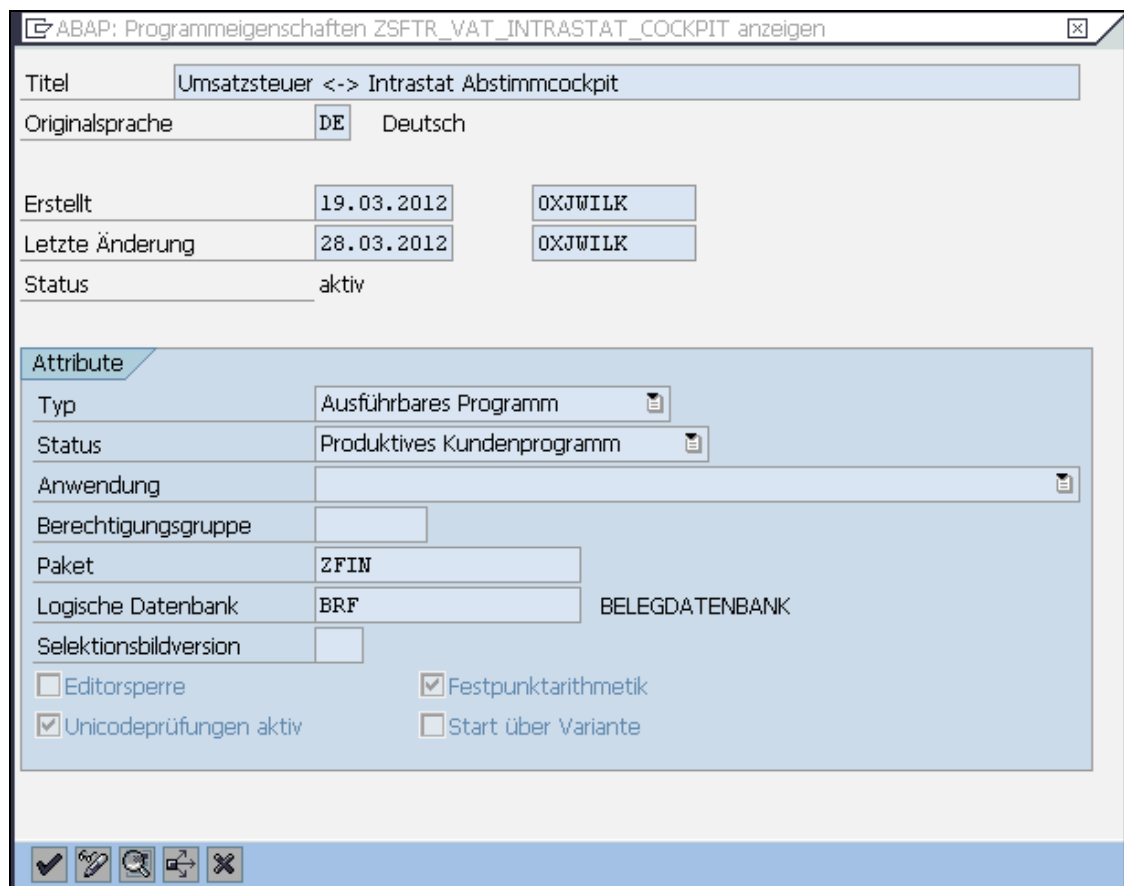 ABAP: Programmeigenschaften ZSFTR_VAT_INTRASTAT_COCKPIT anzeigen
Titel Umsatzsteuer <-> Intrastat Abstimmcockpit
Originalsprache DE Deutsch
Erstellt 19.03.2012 0XJWILK
Letzte Änderung 28.03.2012 0XJWILK
Status aktiv
Attribute
Typ Ausführbares Programm
Status Produktives Kundenprogramm
Anwendung
Berechtigungsgruppe
Paket ZFIN
Logische Datenbank BRF BELEGDATENBANK
Selektionsbildversion
Editorsperre Festpunktarithmetik
Unicodeprüfungen aktiv Start über Variante